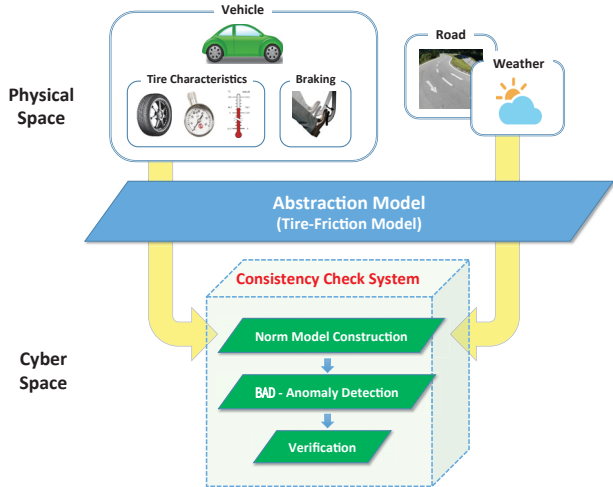 Vehicle
Tire Characteristics
Braking
Road
Weather
Physical
Space
Abstraction Model
(Tire-Friction Model)
Consistency Check System
Norm Model Construction
BAD - Anomaly Detection
Verification
Cyber
Space